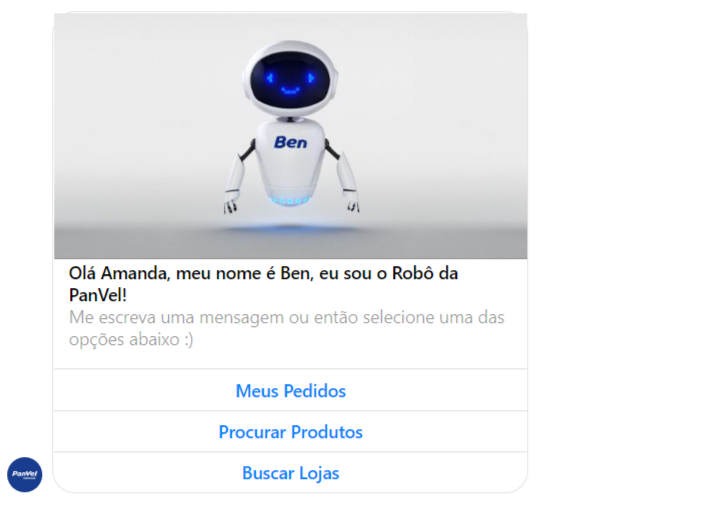 Ben
Olá Amanda, meu nome é Ben, eu sou o Robô da
PanVel!
Me escreva uma mensagem ou então selecione uma das
opções abaixo :)
Meus Pedidos
Procurar Produtos
Buscar Lojas
PanVel